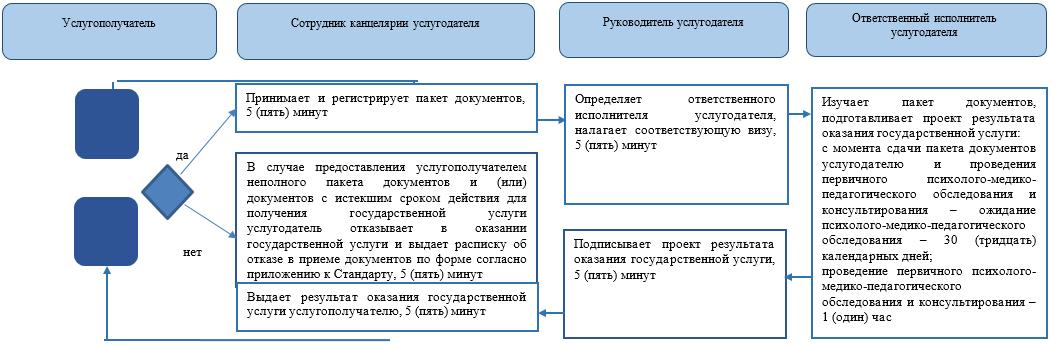 Услугополучатель
Сотрудник канцелярии услугодателя
Руководитель услугодателя
Ответственный исполнитель
услугодателя
да
нет
Принимает и регистрирует пакет документов,
5 (пять) минут
В случае предоставления услугополучателем
неполного пакета документов и (или)
документов с истекшим сроком действия для
получения государственной услуги
услугодатель отказывает в оказании
государственной услуги и выдает расписку об
отказе в приеме документов по форме согласно
приложению к Стандарту, 5 (пять) минут
Выдает результат оказания государственной
услуги услугополучателю, 5 (пять) минут
Определяет ответственного
исполнителя услугодателя,
налагает соответствующую визу,
5 (пять) минут
Подписывает проект результата
оказания государственной услуги,
5 (пять) минут
Изучает пакет документов,
подготавливает проект результата
оказания государственной услуги:
с момента сдачи пакета документов
услугодателю и проведения
первичного психолого-медико-
педагогического обследования и
консультирования – ожидание
психолого-медико-педагогического
обследования – 30 (тридцать)
календарных дней;
проведение первичного психолого-
медико-педагогического
обследования и консультирования –
1 (один) час